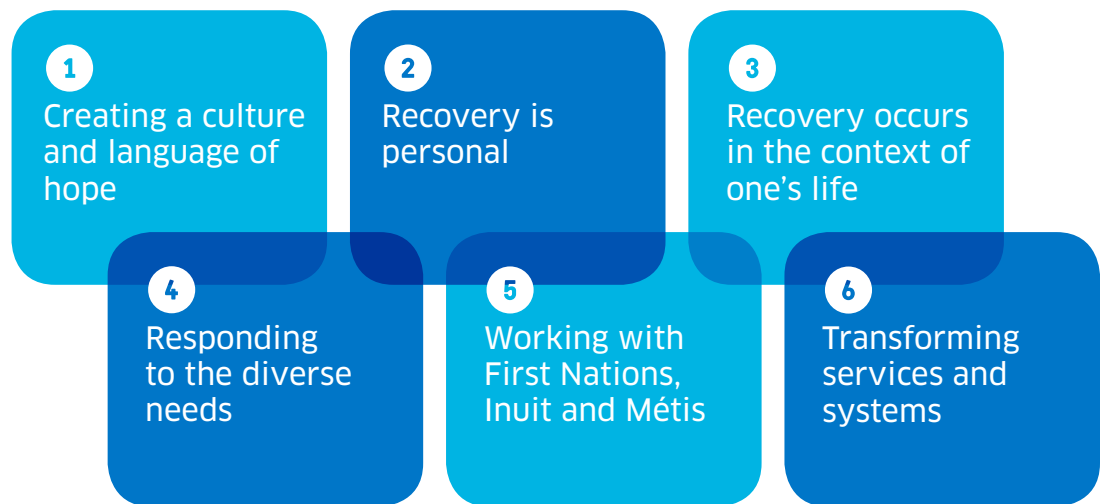 1
Creating a culture
and language of
hope
2
Recovery is
personal
3
Recovery occurs
in the context of
one's life
4
Responding
to the diverse
needs
5
Working with
First Nations,
Inuit and Métis
6
Transforming
services and
systems